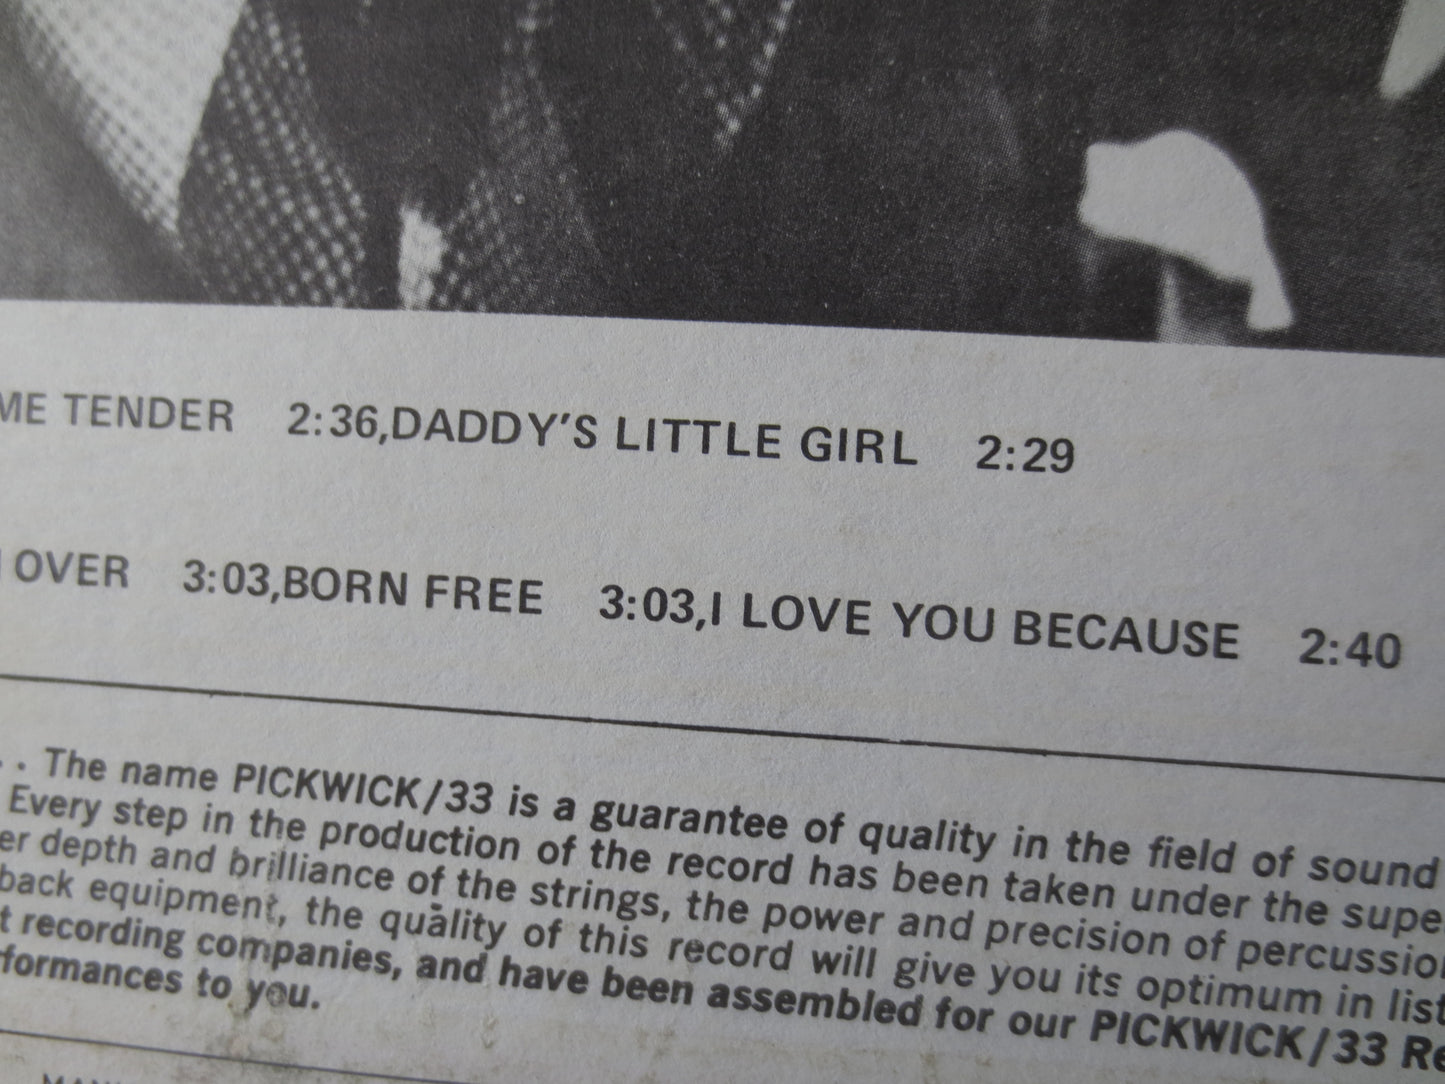 ME TENDER 2:36,DADDY'S LITTLE GIRL 2:29
OVER 3:03,BORN FREE 3:03,I LOVE YOU BECAUSE 2:40
. . The name PICKWICK/33 is a guarantee of quality in the field of sound
Every step in the production of the record has been taken under the supe
er depth and brilliance of the strings, the power and precision of percussio
back equipment, the quality of this record will give you its optimum in list
t recording companies, and have been assembled for our PICKWICK/33 Re
formances to you.